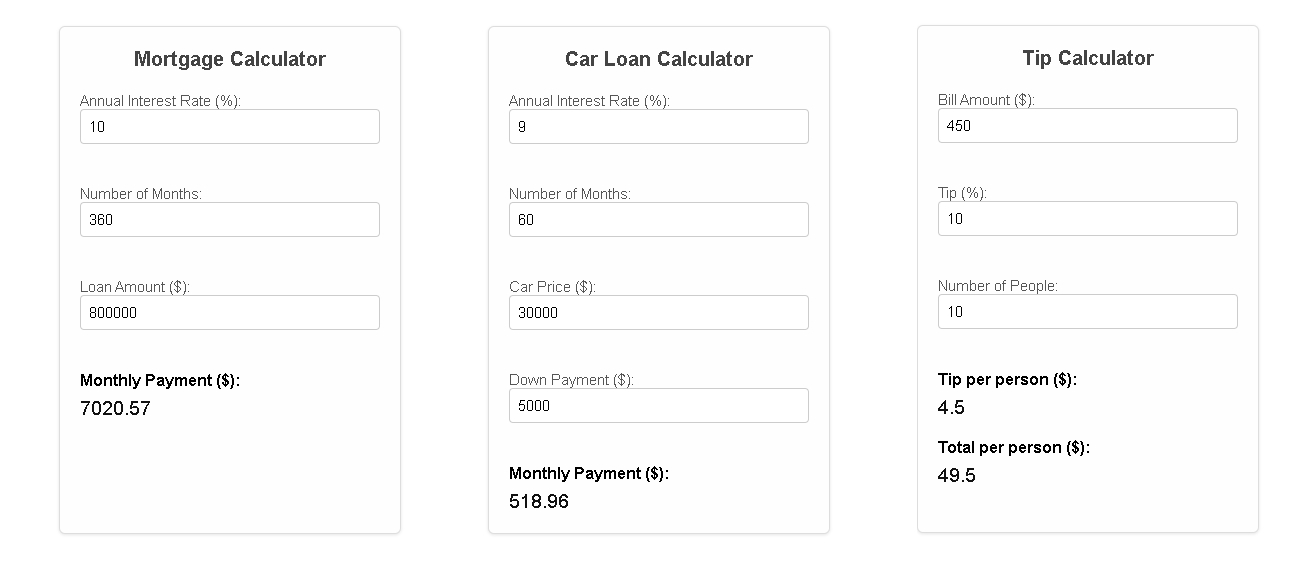 Mortgage Calculator
Annual Interest Rate (%):
10
Number of Months:
360
Loan Amount ($):
800000
Monthly Payment ($):
7020.57
Car Loan Calculator
Annual Interest Rate (%):
9
Number of Months:
60
Car Price ($):
30000
Down Payment ($):
5000
Monthly Payment ($):
518.96
Tip Calculator
Bill Amount ($):
450
Tip (%):
10
Number of People:
10
Tip per person ($):
4.5
Total per person ($):
49.5